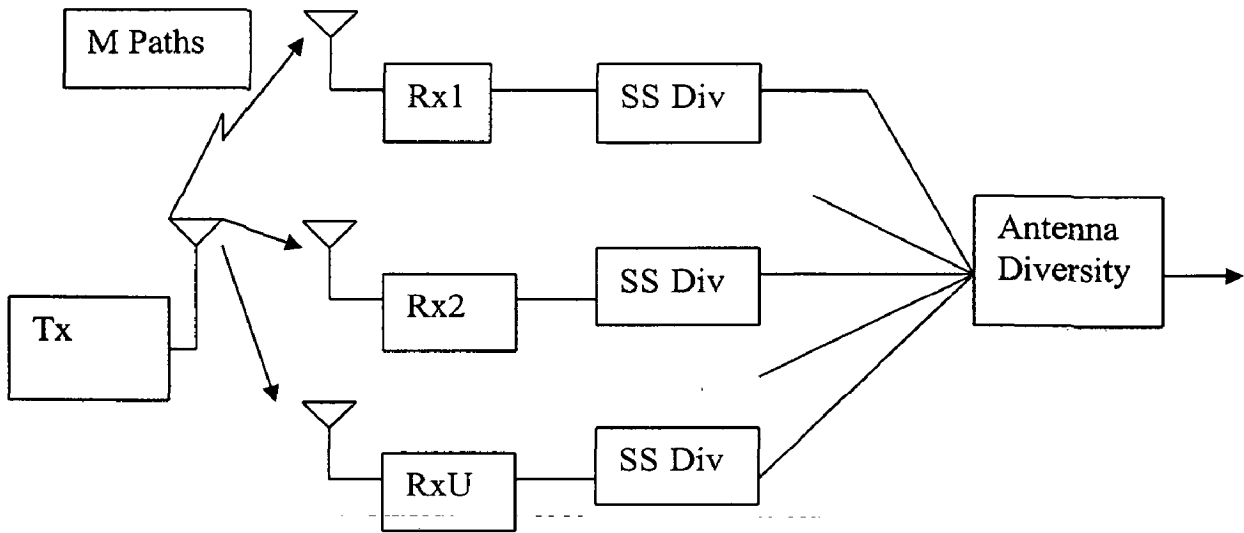 M Paths
Rx1
SS Div
Antenna
Diversity
Rx2
SS Div
Tx
RxU
SS Div